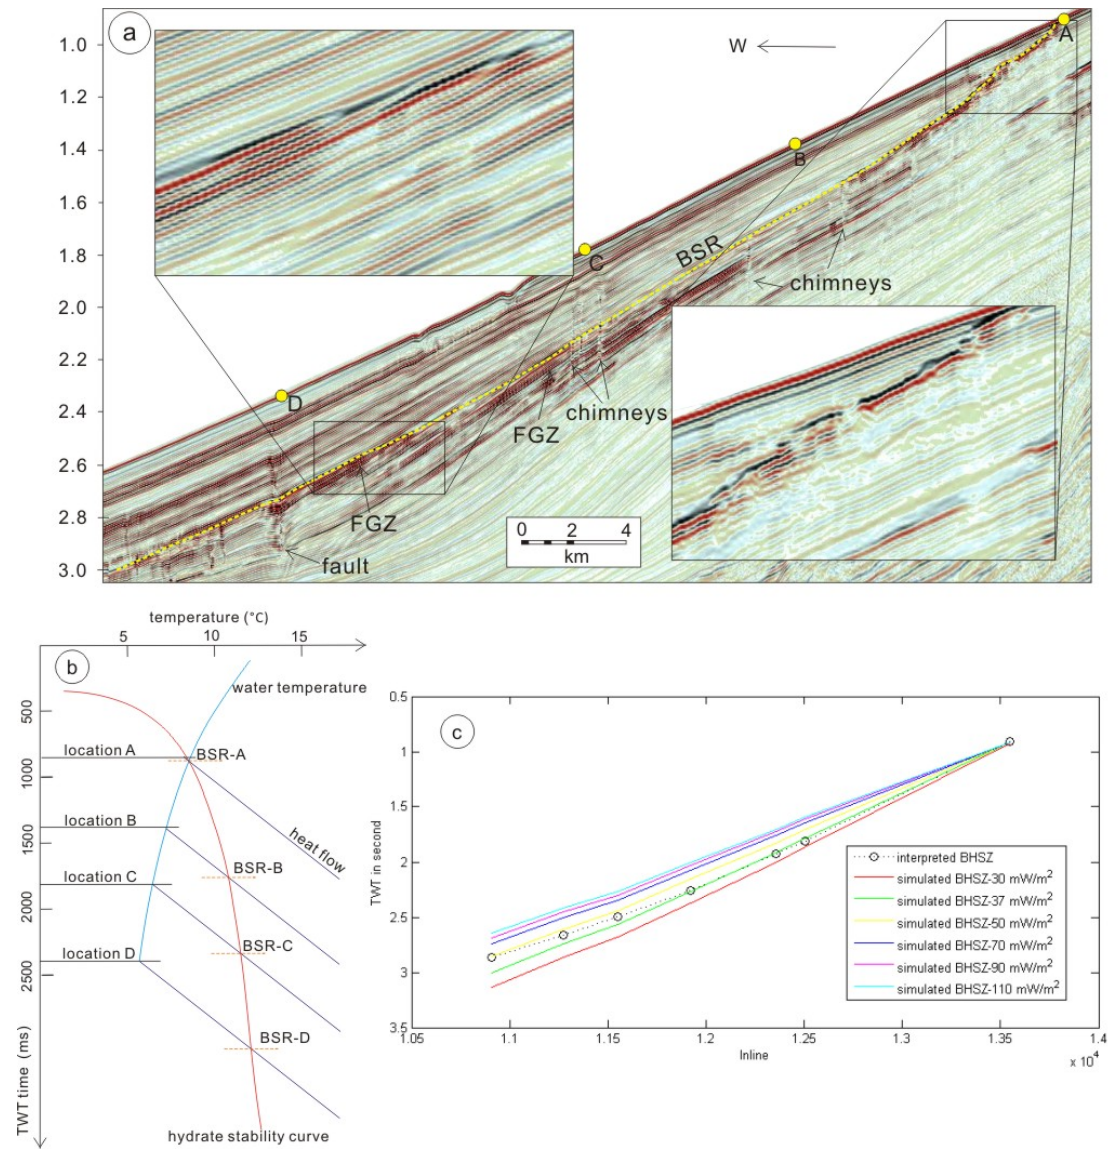 a
1.0
1.2
1.4
1.6
1.8
2.0
2.2
2.4
2.6
2.8
3.0
W
A
B
C
D
BSR
chimneys
chimneys
FGZ
FGZ
fault
0 2 4
km
b
temperature (°C)
5 10 15
water temperature
500
1000
1500
2000
2500
TWT time (ms)
location A
BSR-A
location B
heat flow
BSR-B
location C
BSR-C
location D
BSR-D
hydrate stability curve
c
0.5
1
1.5
2
2.5
3
3.5
TWT in second
interpreted BHSZ
simulated BHSZ-30 mW/m²
simulated BHSZ-37 mW/m²
simulated BHSZ-50 mW/m²
simulated BHSZ-70 mW/m²
simulated BHSZ-90 mW/m²
simulated BHSZ-110 mW/m²
1.05 1.1 1.15 1.2 1.25 1.3 1.35 1.4
Inline
x 10⁴